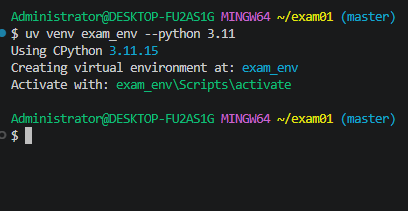 Administrator@DESKTOP-FU2AS1G MINGW64 ~/exam01 (master)
$ uv venv exam_env --python 3.11
Using CPython 3.11.15
Creating virtual environment at: exam_env
Activate with: exam_env\Scripts\activate
Administrator@DESKTOP-FU2AS1G MINGW64 ~/exam01 (master)
$